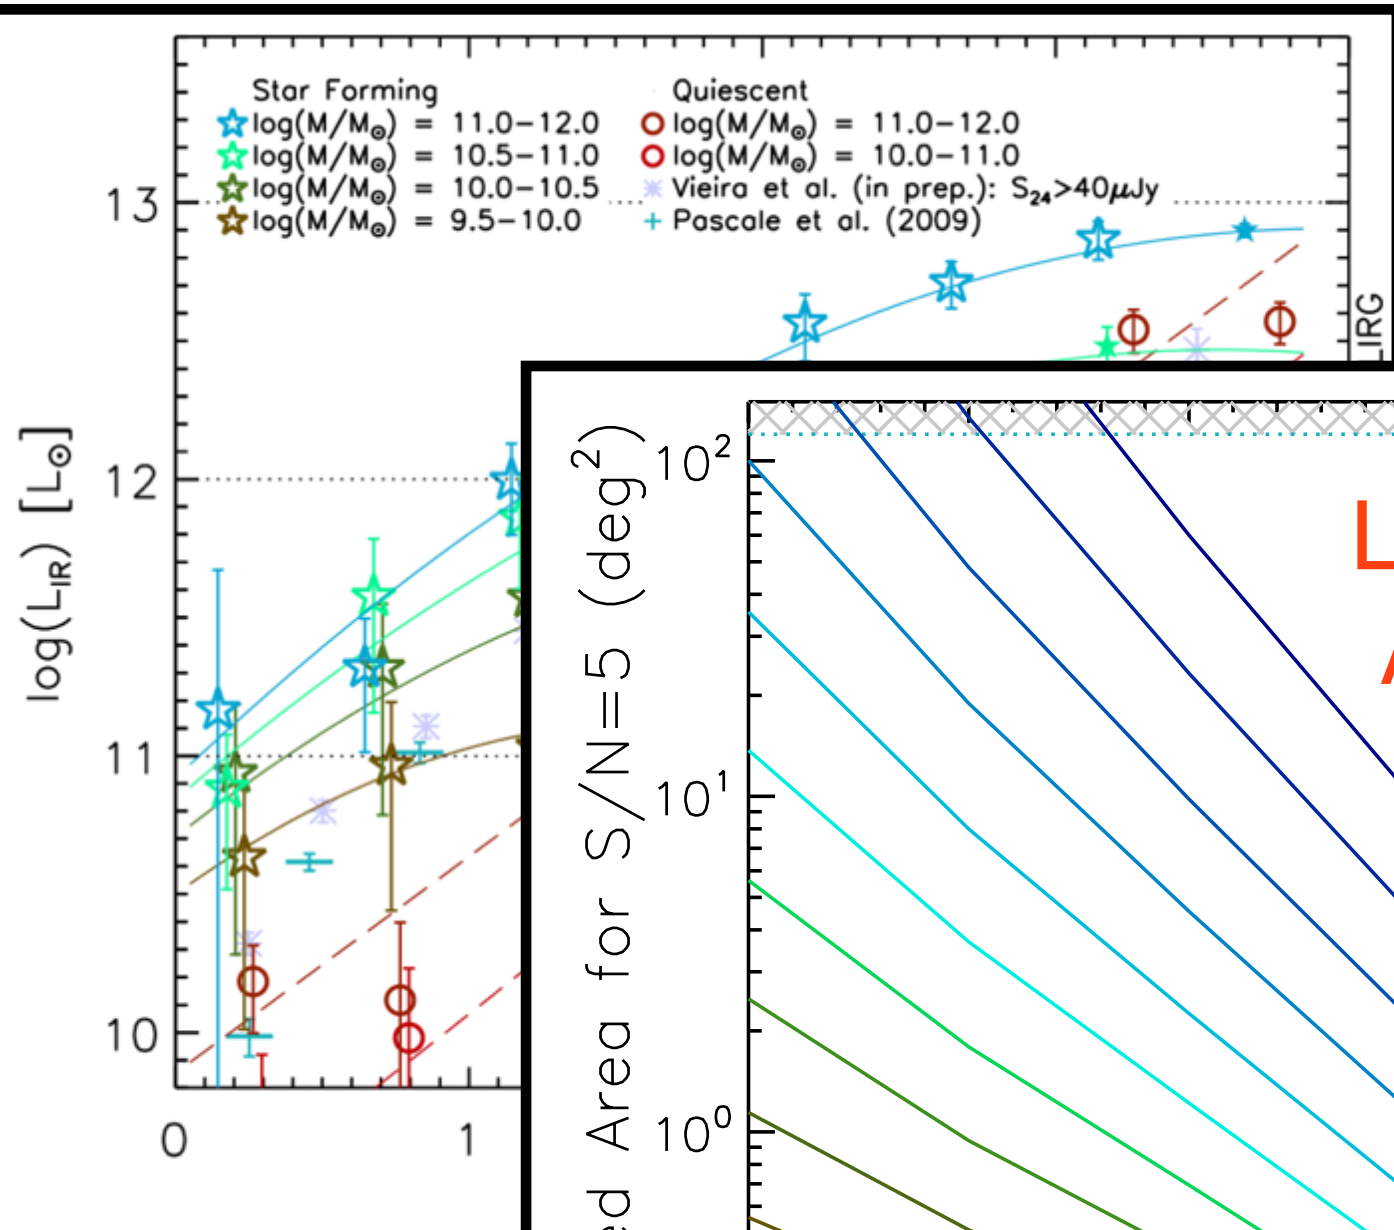 Star Forming
log(M/M⊙) = 11.0−12.0
log(M/M⊙) = 10.5−11.0
log(M/M⊙) = 10.0−10.5
log(M/M⊙) = 9.5−10.0
Quiescent
log(M/M⊙) = 11.0−12.0
log(M/M⊙) = 10.0−11.0
Vieira et al. (in prep.): S₂₄>40μJy
Pascale et al. (2009)
13
12
11
10
log(L_IR) [L⊙]
0
1
_IRG
ed Area for S/N=5 (deg²)
10²
10¹
10⁰
L